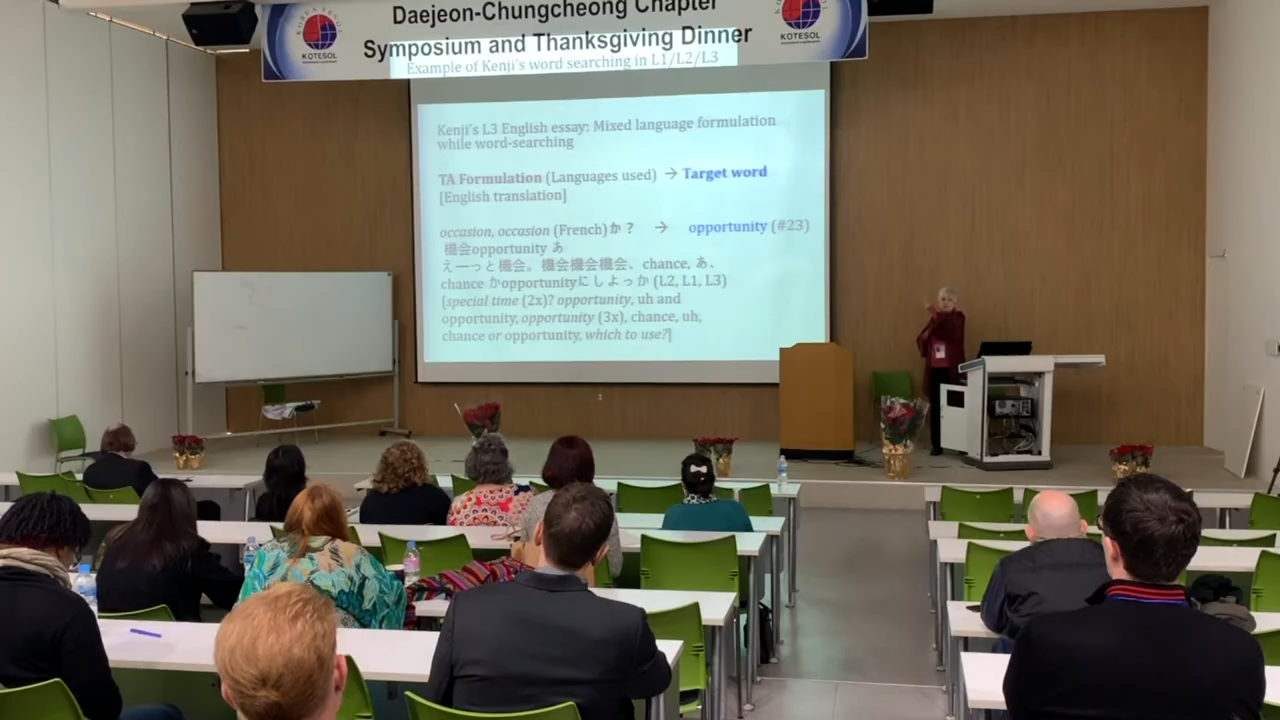 Daejeon-Chungcheong Chapter
Symposium and Thanksgiving Dinner
KOREA TESOL
KOTESOL
KOTESOL
Example of Kenji's word searching in L1/L2/L3
Kenji's L3 English essay: Mixed language formulation
while word-searching
TA Formulation (Languages used) → Target word
[English translation]
occasion, occasion (French)か？ → opportunity (#23)
機会opportunity あ
えーっと機会。機会機会機会、chance, あ、
chance かopportunityにしよっか (L2, L1, L3)
[special time (2x)? opportunity, uh and
opportunity, opportunity (3x), chance, uh,
chance or opportunity, which to use?]